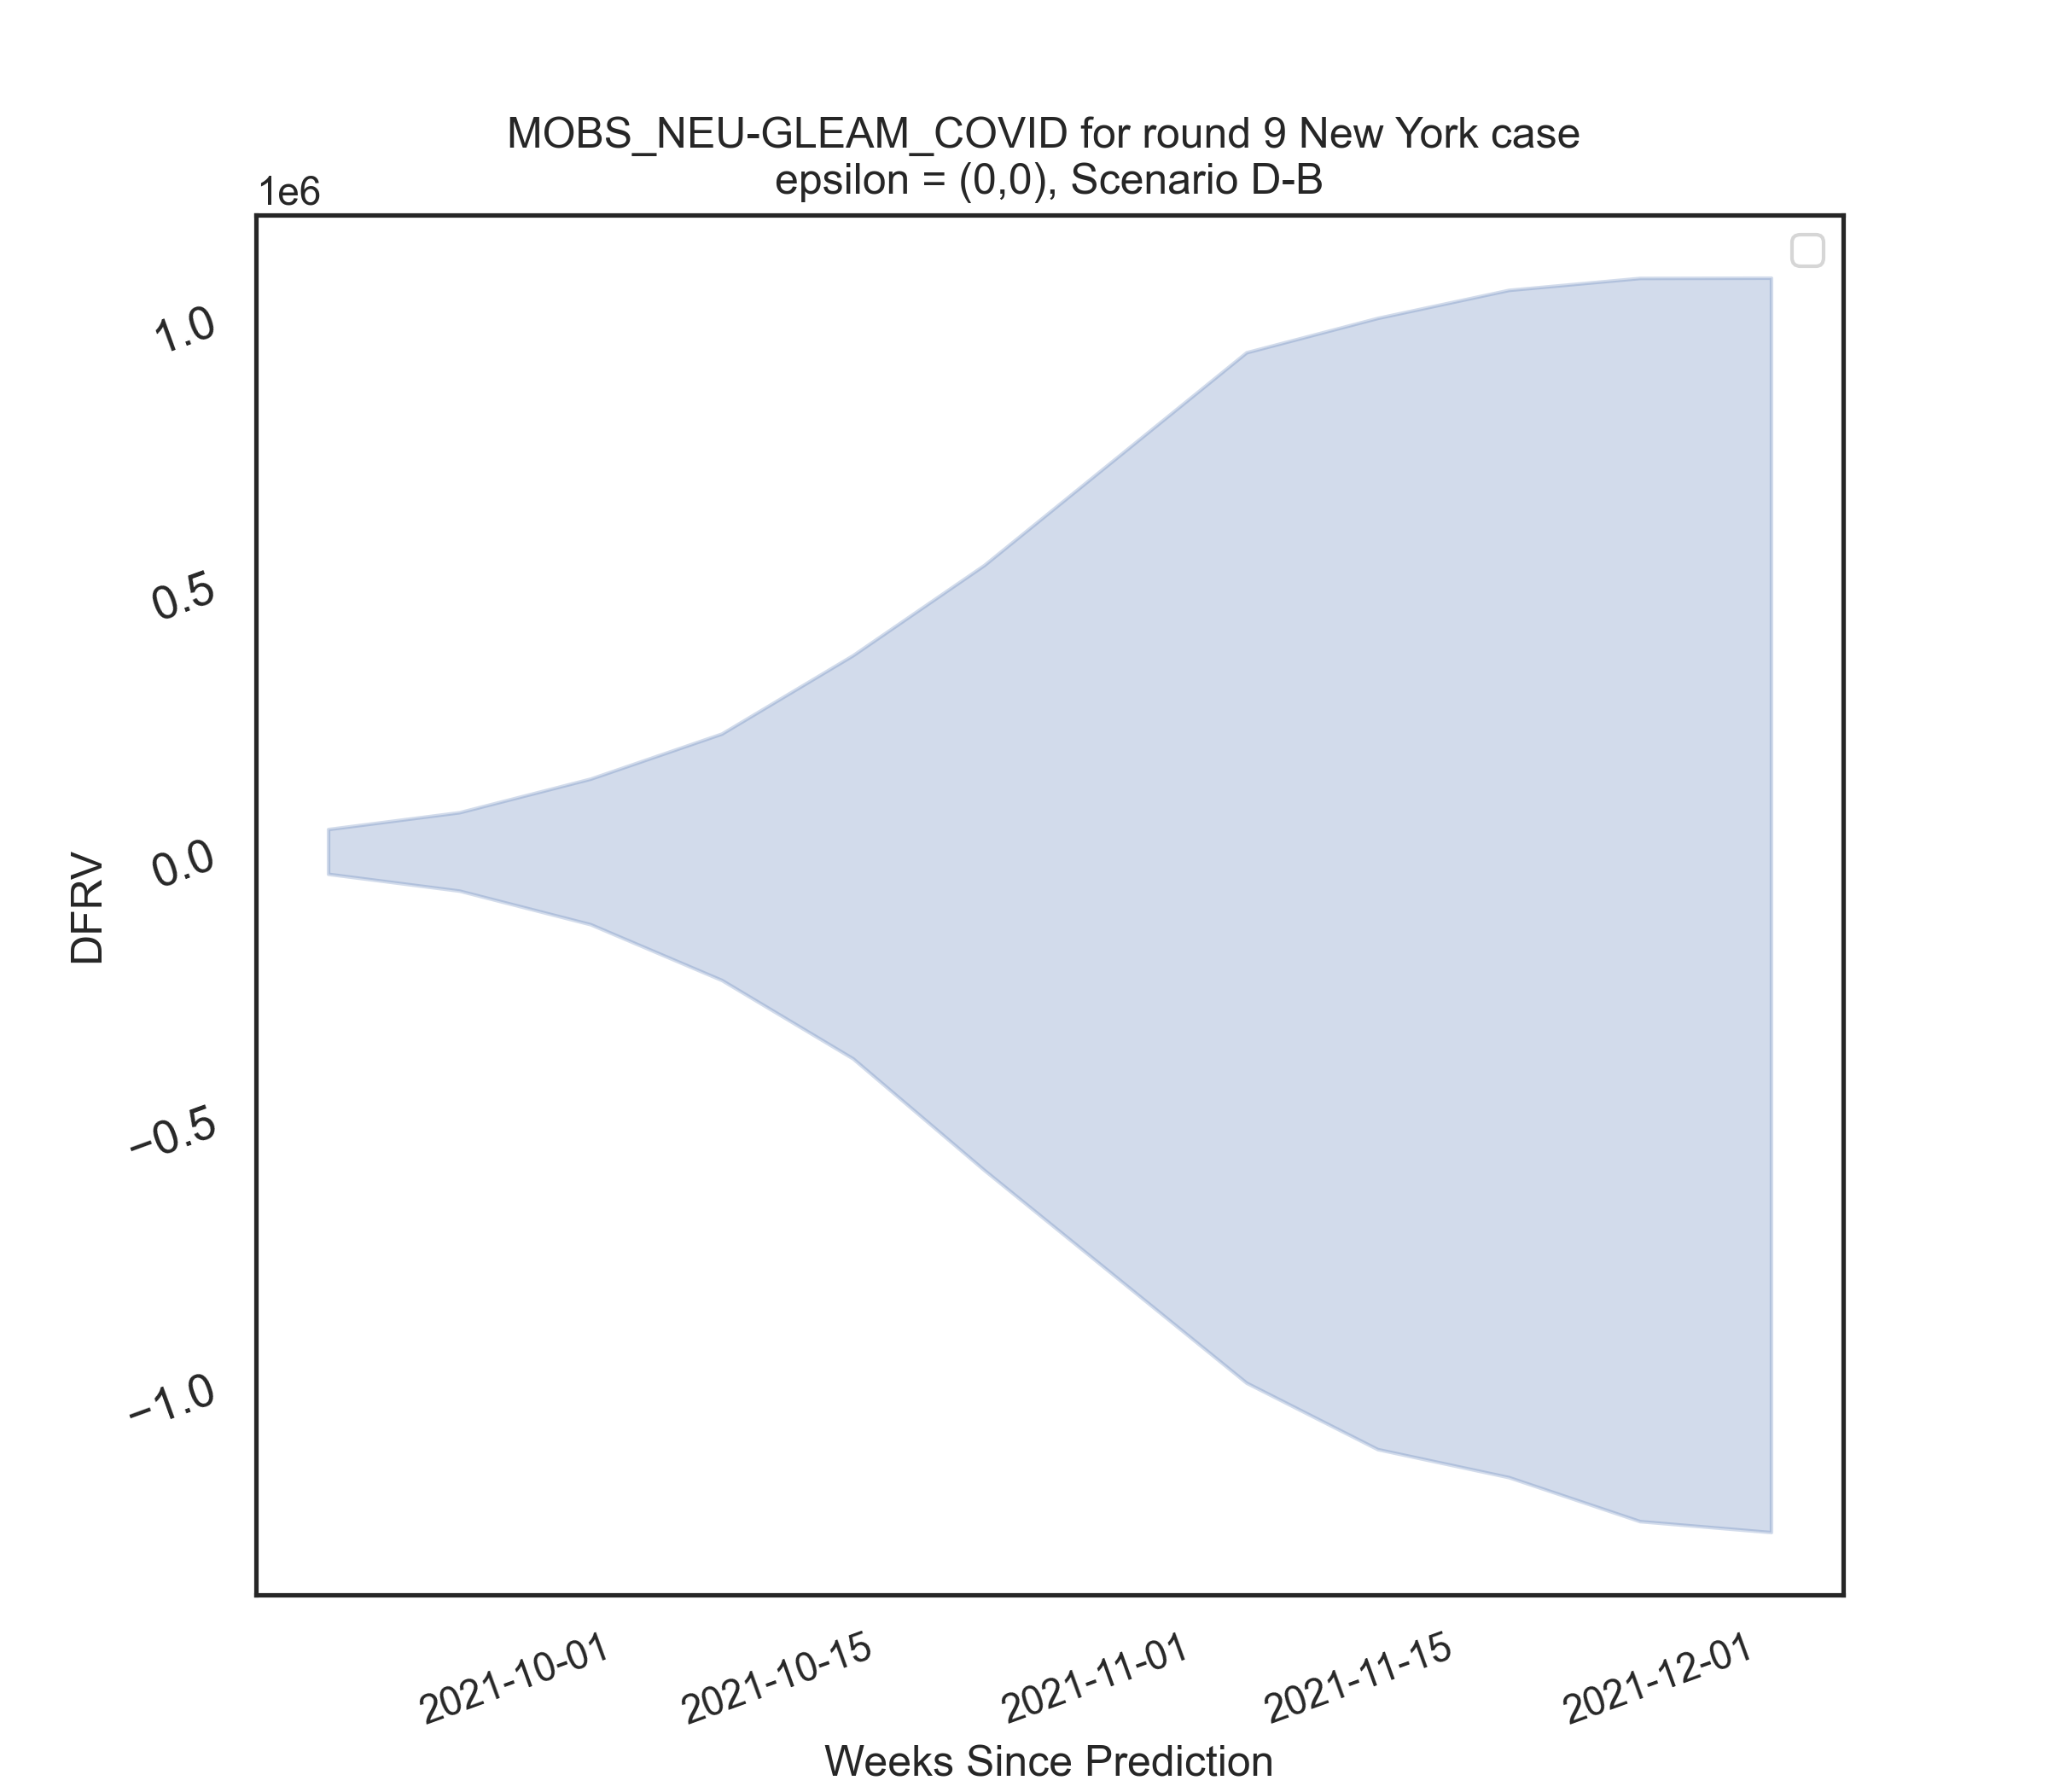 MOBS_NEU-GLEAM_COVID for round 9 New York case
epsilon = (0,0), Scenario D-B
1e6
1.0
0.5
0.0
−0.5
−1.0
DFRV
2021-10-01
2021-10-15
2021-11-01
2021-11-15
2021-12-01
Weeks Since Prediction